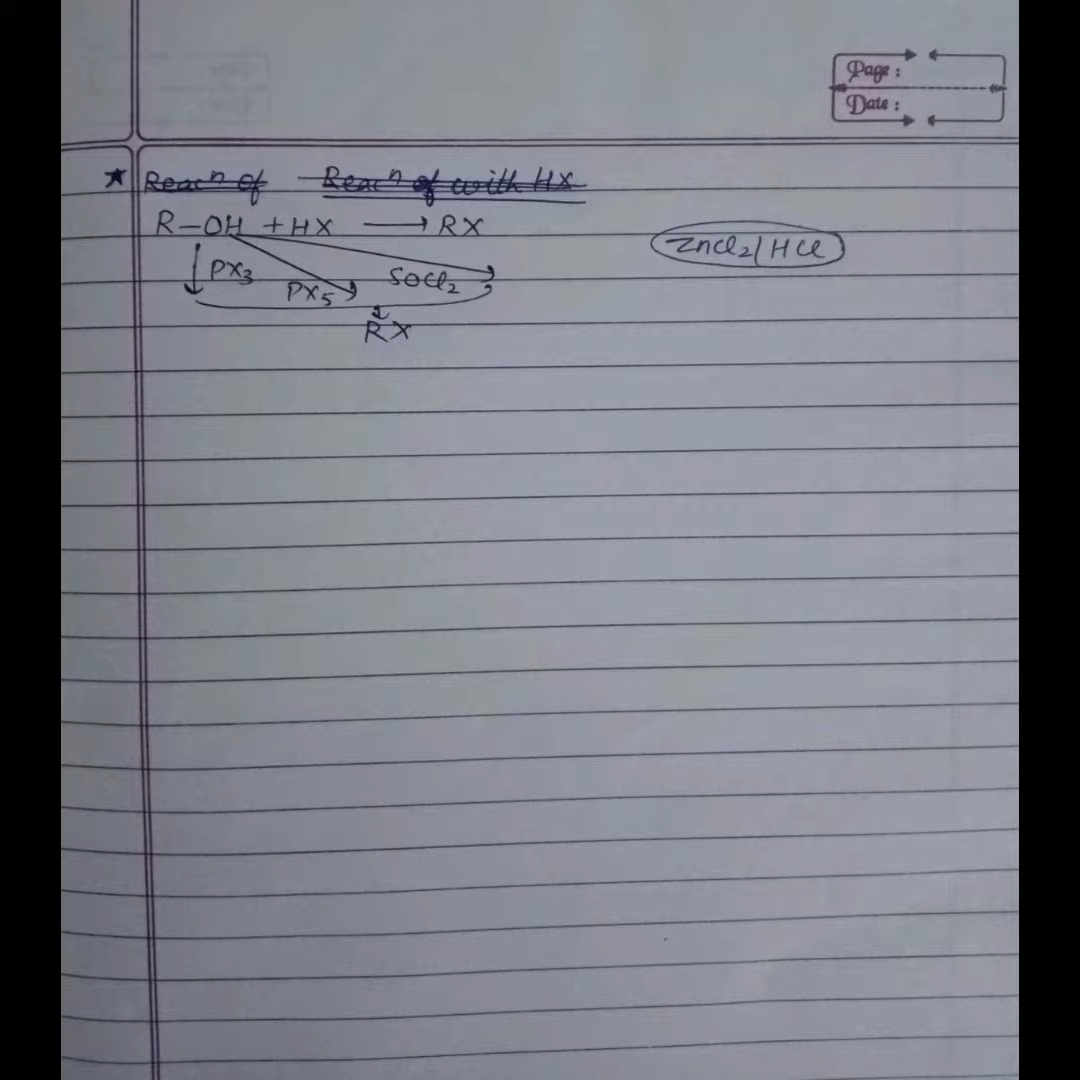 Page :
Date :
★ Reacⁿ of Reacⁿ of with HX
R–OH + HX ⟶ RX
ZnCl₂/HCl
PX₃ PX₅ SOCl₂
RX